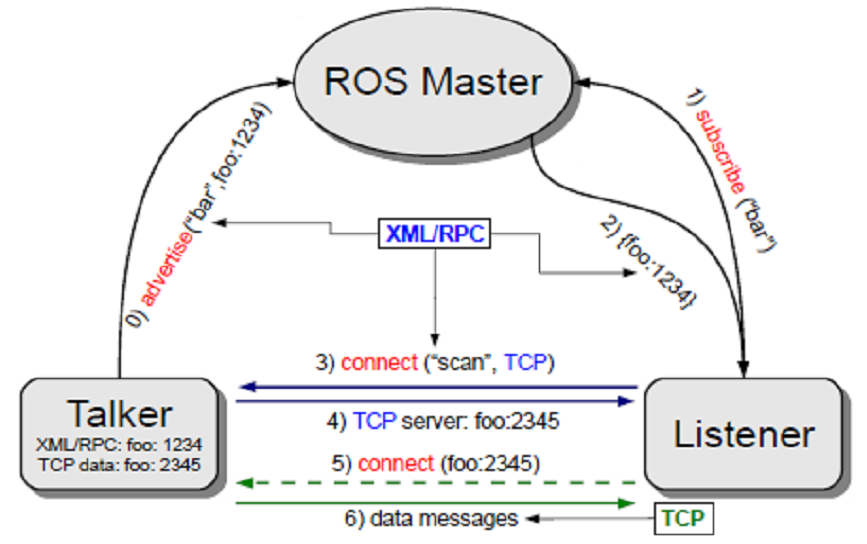 ROS Master
0) advertise("bar",foo:1234)
1) subscribe ("bar")
XML/RPC
2) {foo:1234}
3) connect ("scan", TCP)
Talker
XML/RPC: foo: 1234
TCP data: foo: 2345
4) TCP server: foo:2345
Listener
5) connect (foo:2345)
6) data messages
TCP